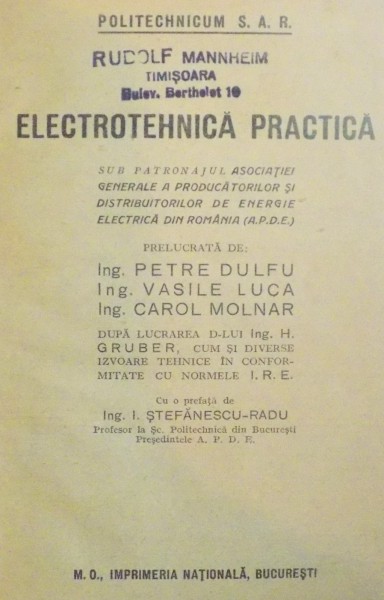 POLITECHNICUM S. A. R.
RUDOLF MANNHEIM
TIMIȘOARA
Bulev. Berthelot 10
ELECTROTEHNICĂ PRACTICĂ
SUB PATRONAJUL ASOCIAȚIEI
GENERALE A PRODUCĂTORILOR ȘI
DISTRIBUITORILOR DE ENERGIE
ELECTRICĂ DIN ROMÂNIA (A.P.D.E.)
PRELUCRATĂ DE:
Ing. PETRE DULFU
Ing. VASILE LUCA
Ing. CAROL MOLNAR
DUPĂ LUCRAREA D-LUI Ing. H.
GRUBER, CUM ȘI DIVERSE
IZVOARE TEHNICE ÎN CONFOR-
MITATE CU NORMELE I. R. E.
Cu o prefață de
Ing. I. ȘTEFĂNESCU-RADU
Profesor la Șc. Politechnică din București
Președintele A. P. D. E.
M. O., IMPRIMERIA NAȚIONALĂ, BUCUREȘTI